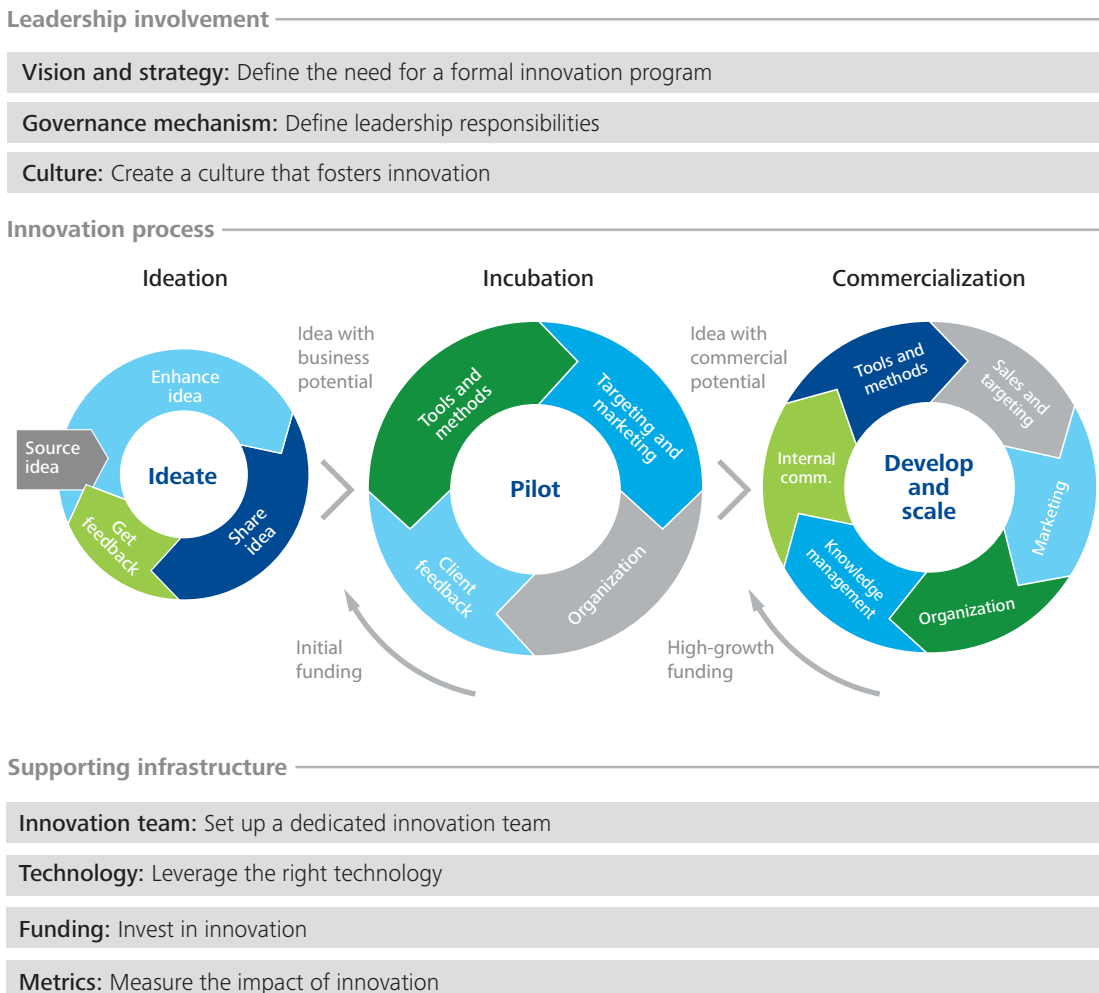 Leadership involvement
Vision and strategy: Define the need for a formal innovation program
Governance mechanism: Define leadership responsibilities
Culture: Create a culture that fosters innovation
Innovation process
Ideation
Source
idea
Enhance
idea
Share
idea
Get
feedback
Ideate
Idea with
business
potential
Initial
funding
Incubation
Tools and
methods
Targeting and
marketing
Organization
Client
feedback
Pilot
Idea with
commercial
potential
High-growth
funding
Commercialization
Tools and
methods
Sales and
targeting
Marketing
Organization
Knowledge
management
Internal
comm.
Develop
and
scale
Supporting infrastructure
Innovation team: Set up a dedicated innovation team
Technology: Leverage the right technology
Funding: Invest in innovation
Metrics: Measure the impact of innovation